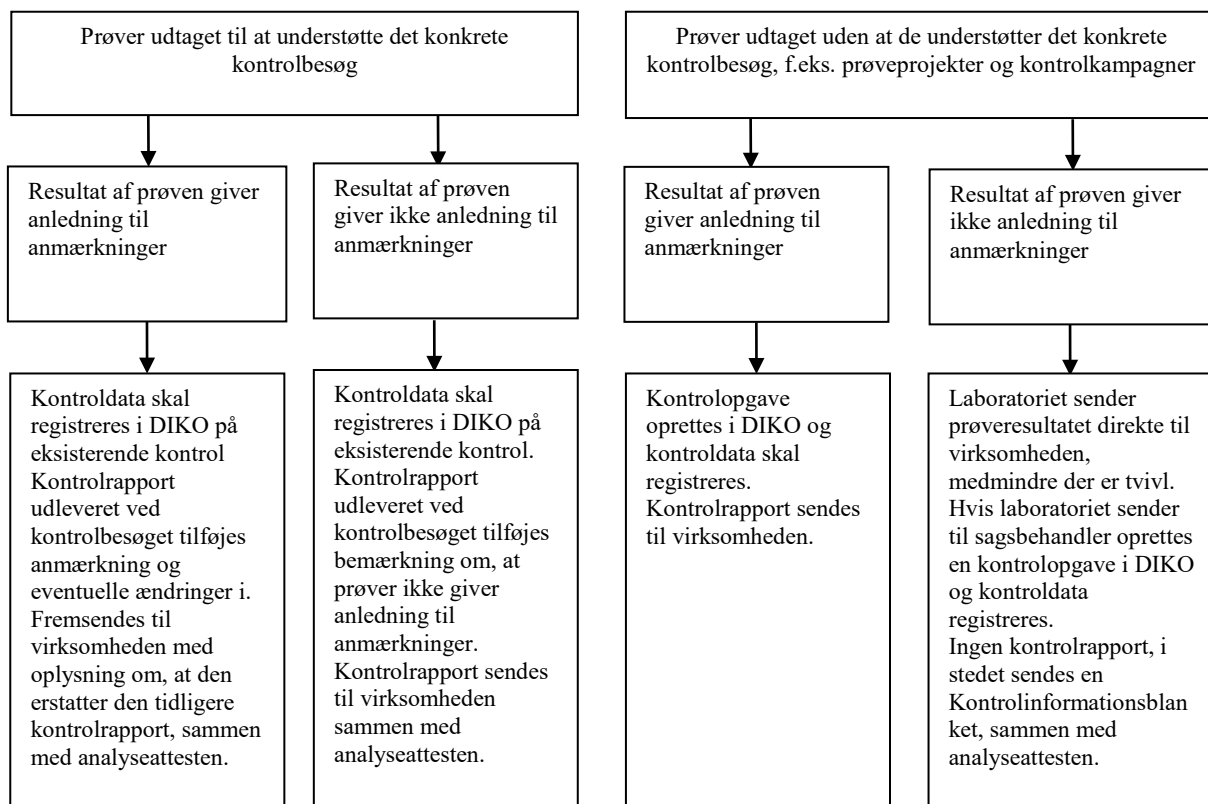 Prøver udtaget til at understøtte det konkrete
kontrolbesøg
Prøver udtaget uden at de understøtter det konkrete
kontrolbesøg, f.eks. prøveprojekter og kontrolkampagner
Resultat af prøven giver
anledning til
anmærkninger
Resultat af prøven
giver ikke anledning til
anmærkninger
Resultat af prøven
giver anledning til
anmærkninger
Resultat af prøven giver
ikke anledning til
anmærkninger
Kontroldata skal
registreres i DIKO på
eksisterende kontrol
Kontrolrapport
udleveret ved
kontrolbesøget tilføjes
anmærkning og
eventuelle ændringer i.
Fremsendes til
virksomheden med
oplysning om, at den
erstatter den tidligere
kontrolrapport, sammen
med analyseattesten.
Kontroldata skal
registreres i DIKO på
eksisterende kontrol.
Kontrolrapport
udleveret ved
kontrolbesøget tilføjes
bemærkning om, at
prøver ikke giver
anledning til
anmærkninger.
Kontrolrapport sendes
til virksomheden
sammen med
analyseattesten.
Kontrolopgave
oprettes i DIKO og
kontroldata skal
registreres.
Kontrolrapport sendes
til virksomheden.
Laboratoriet sender
prøveresultatet direkte til
virksomheden,
medmindre der er tvivl.
Hvis laboratoriet sender
til sagsbehandler oprettes
en kontrolopgave i DIKO
og kontroldata
registreres.
Ingen kontrolrapport, i
stedet sendes en
Kontrolinformationsblan
ket, sammen med
analyseattesten.